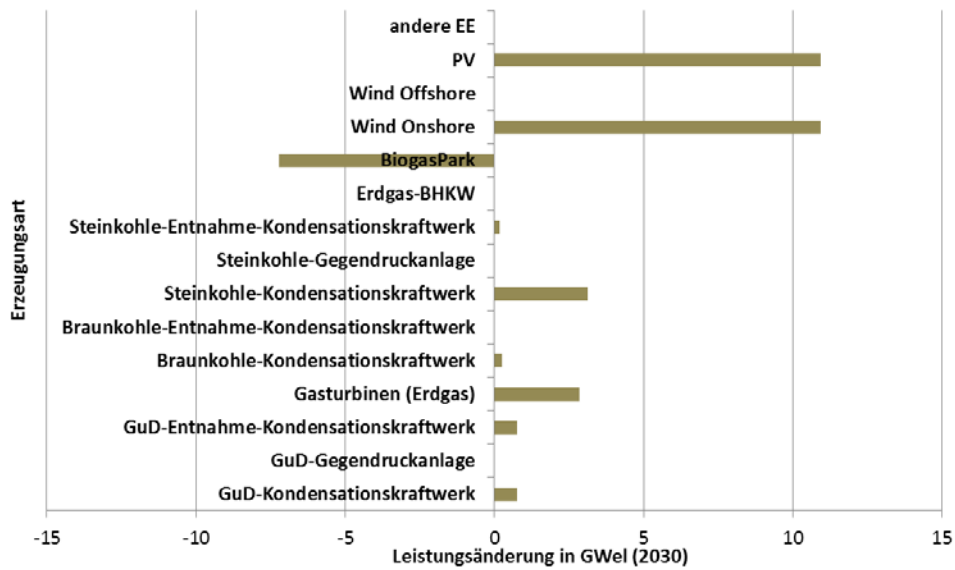 andere EE
PV
Wind Offshore
Wind Onshore
BiogasPark
Erdgas-BHKW
Steinkohle-Entnahme-Kondensationskraftwerk
Steinkohle-Gegendruckanlage
Steinkohle-Kondensationskraftwerk
Braunkohle-Entnahme-Kondensationskraftwerk
Braunkohle-Kondensationskraftwerk
Gasturbinen (Erdgas)
GuD-Entnahme-Kondensationskraftwerk
GuD-Gegendruckanlage
GuD-Kondensationskraftwerk
Erzeugungsart
-15 -10 -5 0 5 10 15
Leistungsänderung in GWel (2030)